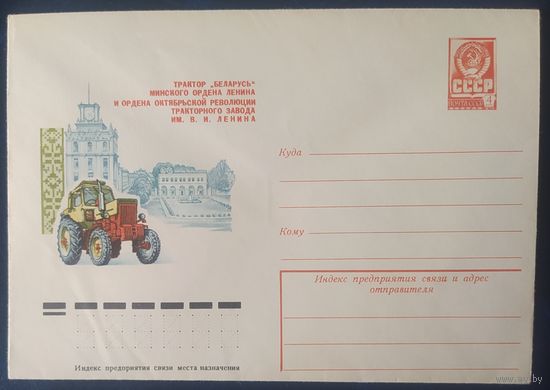 ТРАКТОР „БЕЛАРУСЬ"
МИНСКОГО ОРДЕНА ЛЕНИНА
И ОРДЕНА ОКТЯБРЬСКОЙ РЕВОЛЮЦИИ
ТРАКТОРНОГО ЗАВОДА
ИМ. В. И. ЛЕНИНА
СССР
4
Куда
Кому
Индекс предприятия связи и адрес
отправителя
Индекс предприятия связи места назначения